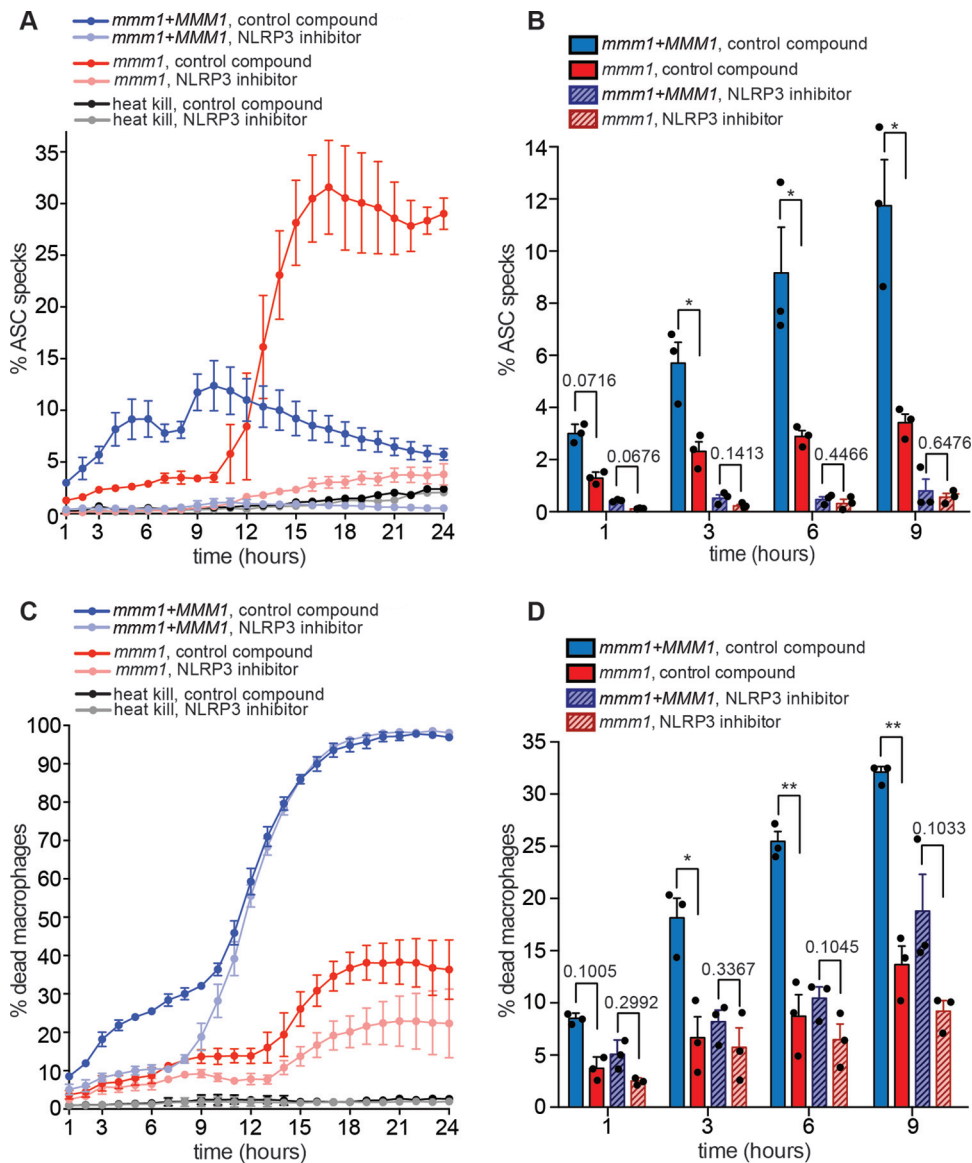 A
mmm1+MMM1, control compound
mmm1+MMM1, NLRP3 inhibitor
mmm1, control compound
mmm1, NLRP3 inhibitor
heat kill, control compound
heat kill, NLRP3 inhibitor
% ASC specks
35
30
25
20
15
10
5
0
1 3 6 9 12 15 18 21 24
time (hours)
B
mmm1+MMM1, control compound
mmm1, control compound
mmm1+MMM1, NLRP3 inhibitor
mmm1, NLRP3 inhibitor
% ASC specks
14
12
10
8
6
4
2
0
0.0716
0.0676
*
0.1413
*
0.4466
*
0.6476
1 3 6 9
time (hours)
C
mmm1+MMM1, control compound
mmm1+MMM1, NLRP3 inhibitor
mmm1, control compound
mmm1, NLRP3 inhibitor
heat kill, control compound
heat kill, NLRP3 inhibitor
% dead macrophages
100
90
80
70
60
50
40
30
20
10
0
1 3 6 9 12 15 18 21 24
time (hours)
D
mmm1+MMM1, control compound
mmm1, control compound
mmm1+MMM1, NLRP3 inhibitor
mmm1, NLRP3 inhibitor
% dead macrophages
35
30
25
20
15
10
5
0
0.1005
0.2992
*
0.3367
**
0.1045
**
0.1033
1 3 6 9
time (hours)